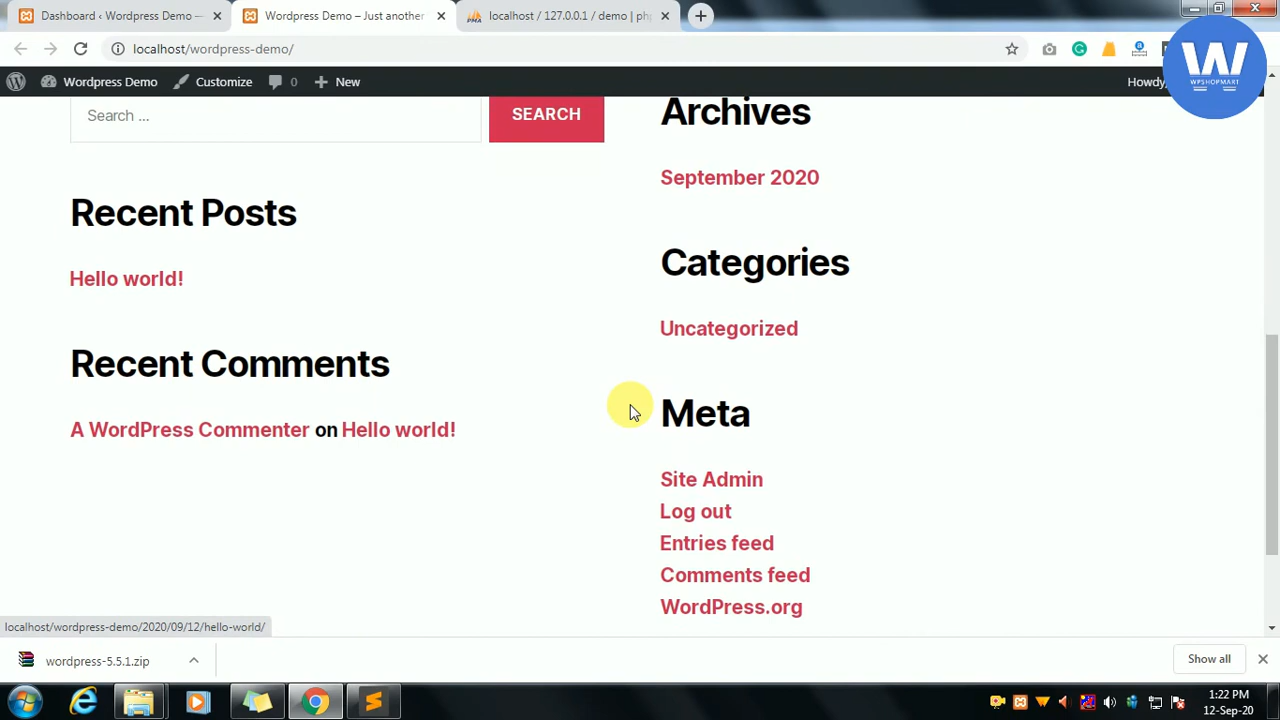 Dashboard ‹ Wordpress Demo —
Wordpress Demo – Just another
localhost / 127.0.0.1 / demo | ph
localhost/wordpress-demo/
Wordpress Demo
Customize
0
New
Howdy,
W
WPSHOPMART
Search ...
SEARCH
Recent Posts
Hello world!
Recent Comments
A WordPress Commenter on Hello world!
Archives
September 2020
Categories
Uncategorized
Meta
Site Admin
Log out
Entries feed
Comments feed
WordPress.org
localhost/wordpress-demo/2020/09/12/hello-world/
wordpress-5.5.1.zip
Show all
1:22 PM
12-Sep-20